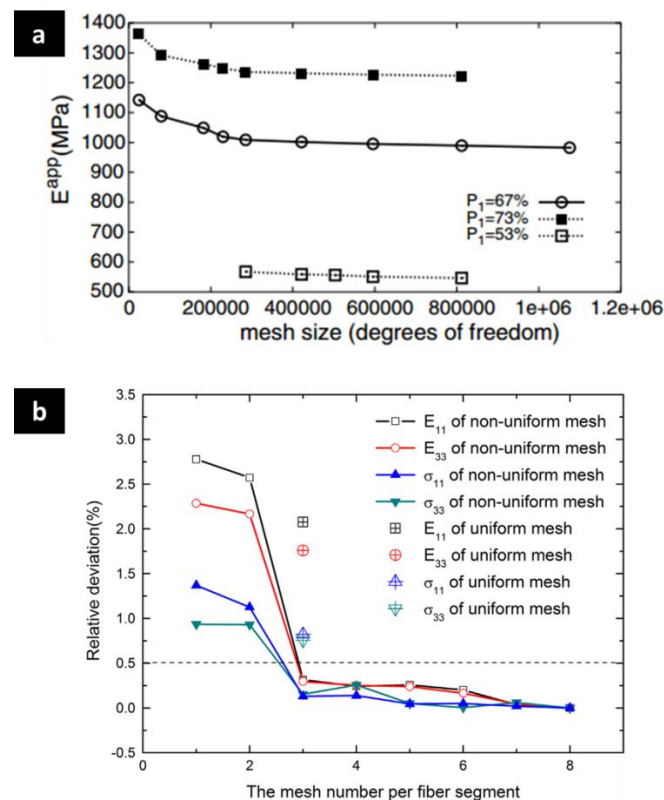 a
1400
1300
1200
1100
1000
900
800
700
600
500
E^app(MPa)
P₁=67%
P₁=73%
P₁=53%
0 200000 400000 600000 800000 1e+06 1.2e+06
mesh size (degrees of freedom)
b
3.5
3.0
2.5
2.0
1.5
1.0
0.5
0.0
-0.5
Relative deviation(%)
E₁₁ of non-uniform mesh
E₃₃ of non-uniform mesh
σ₁₁ of non-uniform mesh
σ₃₃ of non-uniform mesh
E₁₁ of uniform mesh
E₃₃ of uniform mesh
σ₁₁ of uniform mesh
σ₃₃ of uniform mesh
0 2 4 6 8
The mesh number per fiber segment